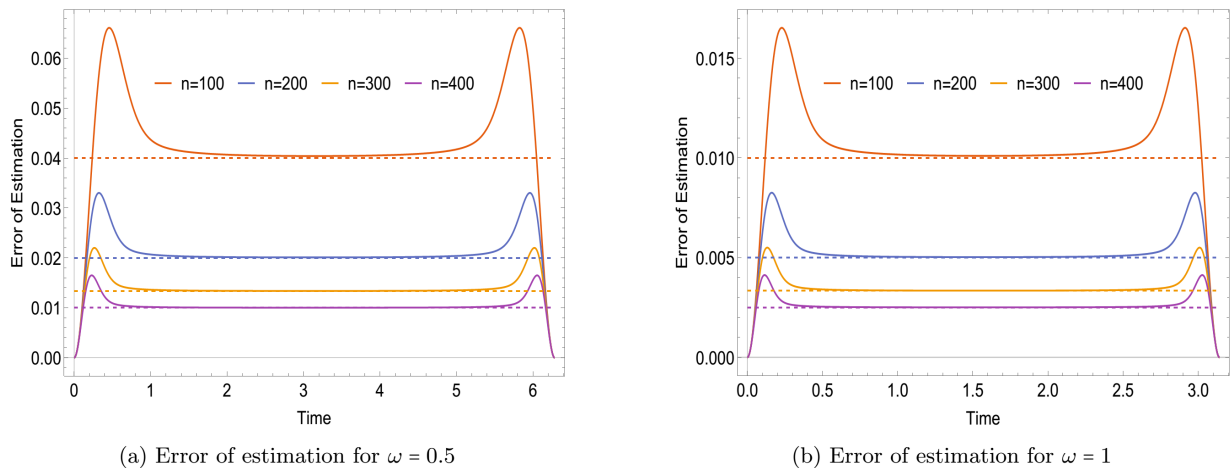 n=100 n=200 n=300 n=400
Error of Estimation
0.06
0.05
0.04
0.03
0.02
0.01
0.00
0 1 2 3 4 5 6
Time
(a) Error of estimation for ω = 0.5
n=100 n=200 n=300 n=400
Error of Estimation
0.015
0.010
0.005
0.000
0.0 0.5 1.0 1.5 2.0 2.5 3.0
Time
(b) Error of estimation for ω = 1